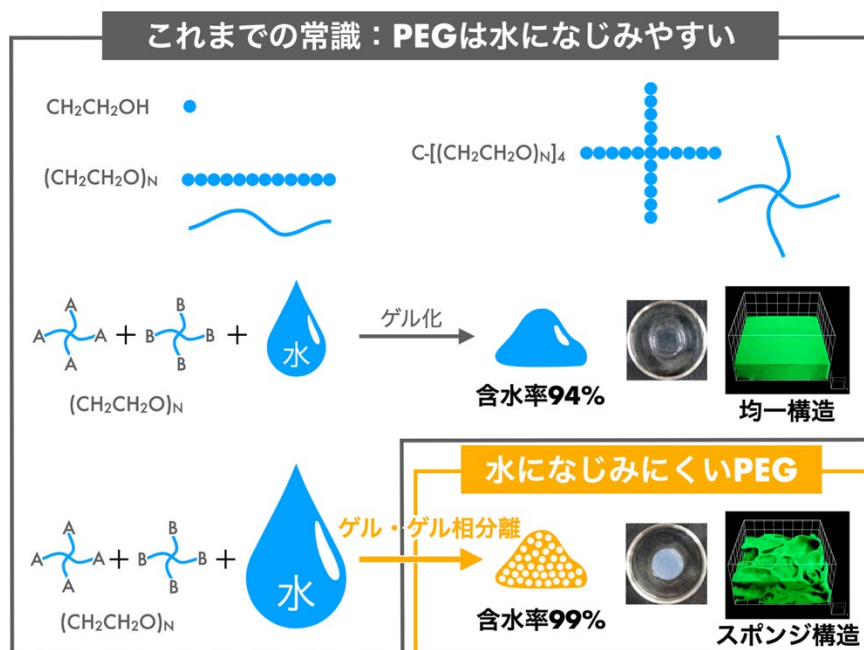 これまでの常識：PEGは水になじみやすい
CH₂CH₂OH
(CH₂CH₂O)N
C-[(CH₂CH₂O)N]₄
A
A
A
A
+
B
B
B
B
+
水
ゲル化
(CH₂CH₂O)N
含水率94%
均一構造
水になじみにくいPEG
A
A
A
A
+
B
B
B
B
+
水
ゲル・ゲル相分離
(CH₂CH₂O)N
含水率99%
スポンジ構造